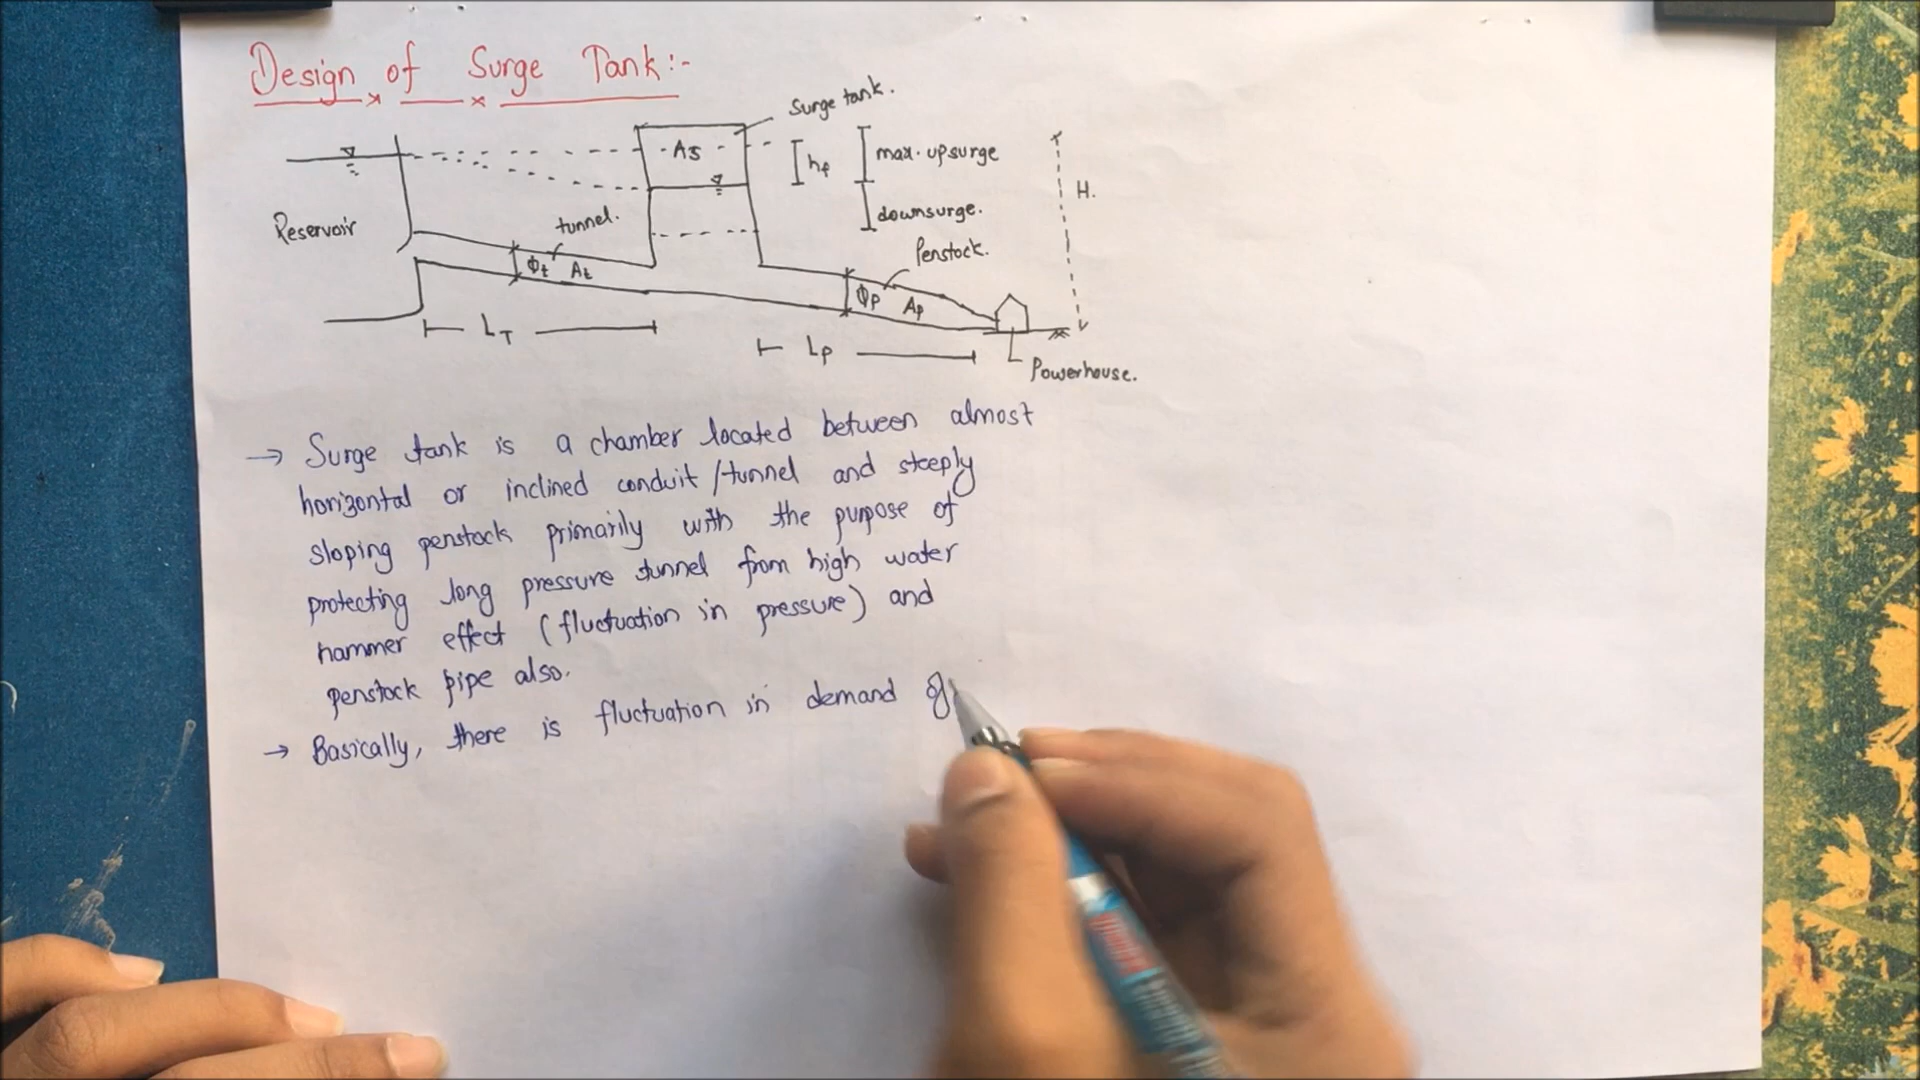 Design of Surge Tank:-
Surge tank.
As
hf
max. upsurge
H.
Reservoir
tunnel.
downsurge.
Penstock.
Φt At
Φp Ap
LT
Lp
Powerhouse.
→ Surge tank is a chamber located between almost
horizontal or inclined conduit/tunnel and steeply
sloping penstock primarily with the purpose of
protecting long pressure tunnel from high water
hammer effect (fluctuation in pressure) and
penstock pipe also.
→ Basically, there is fluctuation in demand of